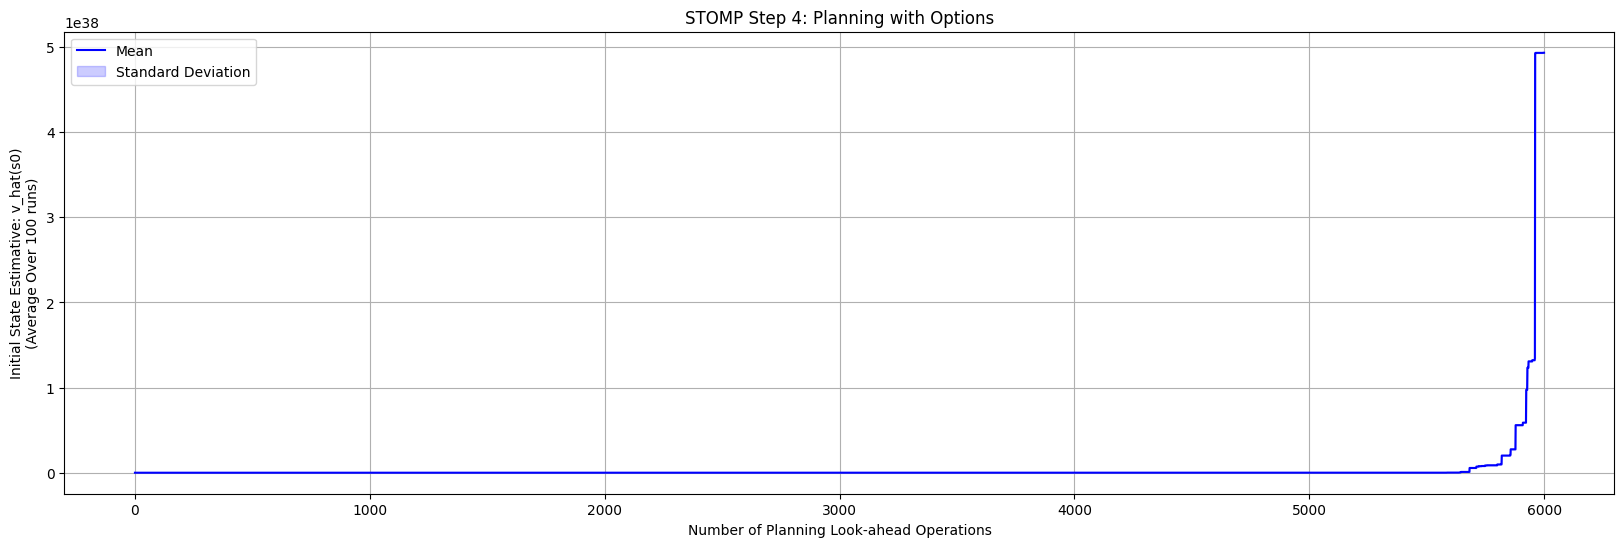 STOMP Step 4: Planning with Options
1e38
Mean
Standard Deviation
5
4
3
2
1
0
Initial State Estimative: v_hat(s0)
(Average Over 100 runs)
0 1000 2000 3000 4000 5000 6000
Number of Planning Look-ahead Operations